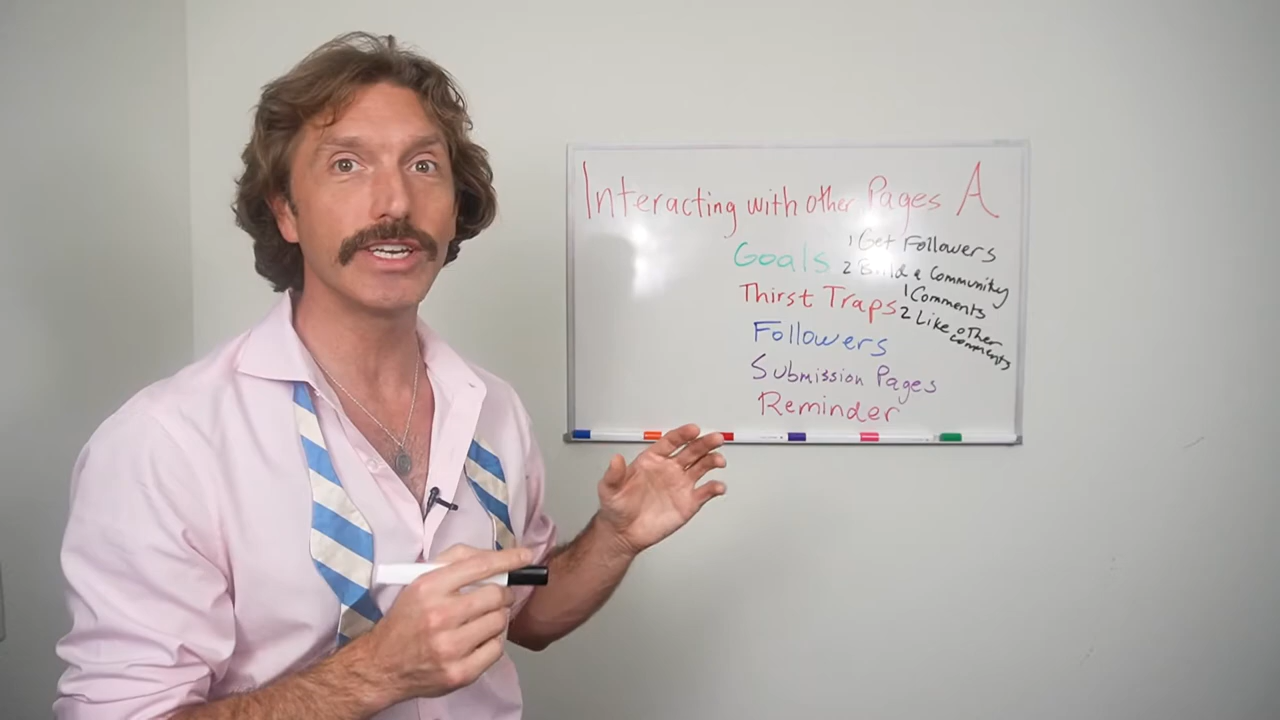 Interacting with other Pages A
Goals
1 Get Followers
2 Build a Community
Thirst Traps
1 Comments
2 Like other
comments
Followers
Submission Pages
Reminder